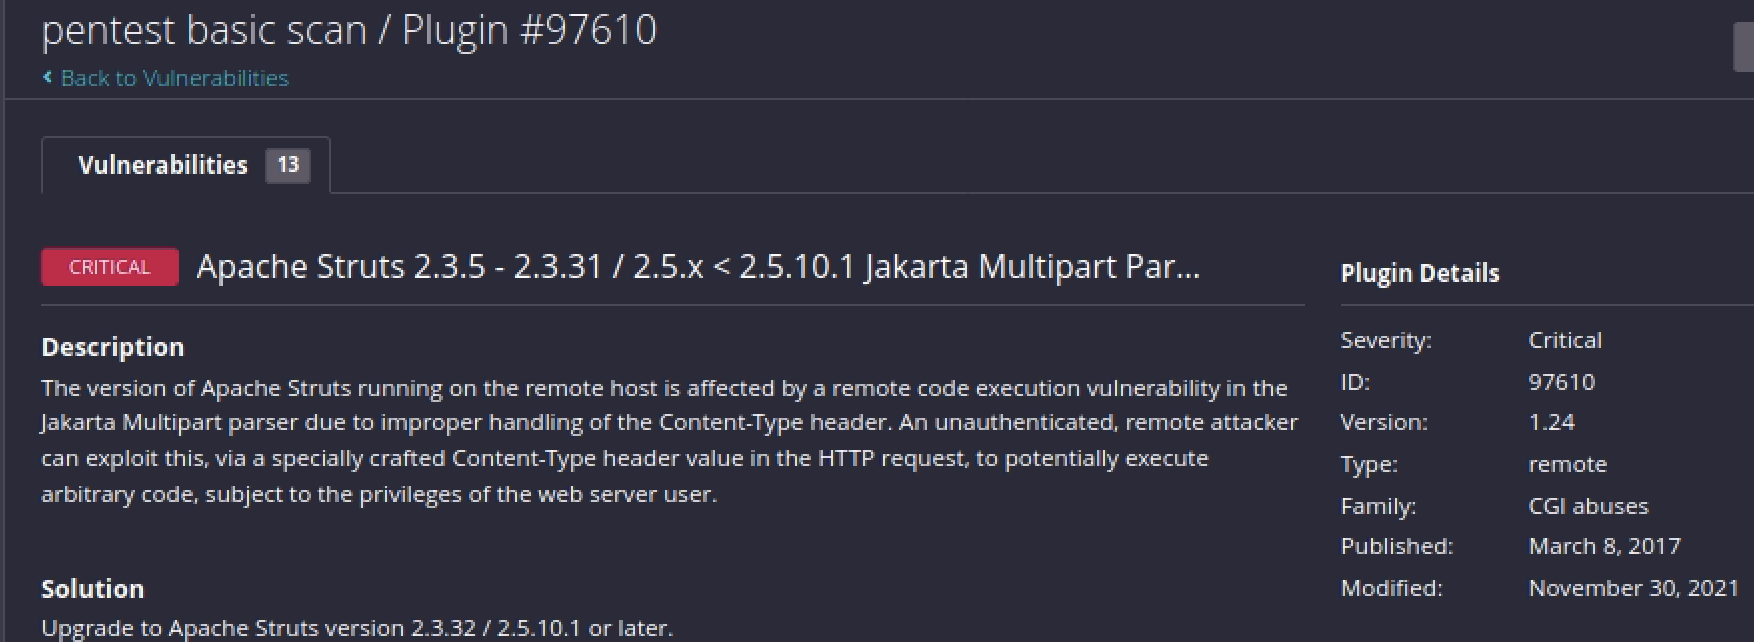 pentest basic scan / Plugin #97610
Back to Vulnerabilities
Vulnerabilities 13
CRITICAL Apache Struts 2.3.5 - 2.3.31 / 2.5.x < 2.5.10.1 Jakarta Multipart Par...
Description
The version of Apache Struts running on the remote host is affected by a remote code execution vulnerability in the
Jakarta Multipart parser due to improper handling of the Content-Type header. An unauthenticated, remote attacker
can exploit this, via a specially crafted Content-Type header value in the HTTP request, to potentially execute
arbitrary code, subject to the privileges of the web server user.
Solution
Upgrade to Apache Struts version 2.3.32 / 2.5.10.1 or later.
Plugin Details
Severity: Critical
ID: 97610
Version: 1.24
Type: remote
Family: CGI abuses
Published: March 8, 2017
Modified: November 30, 2021